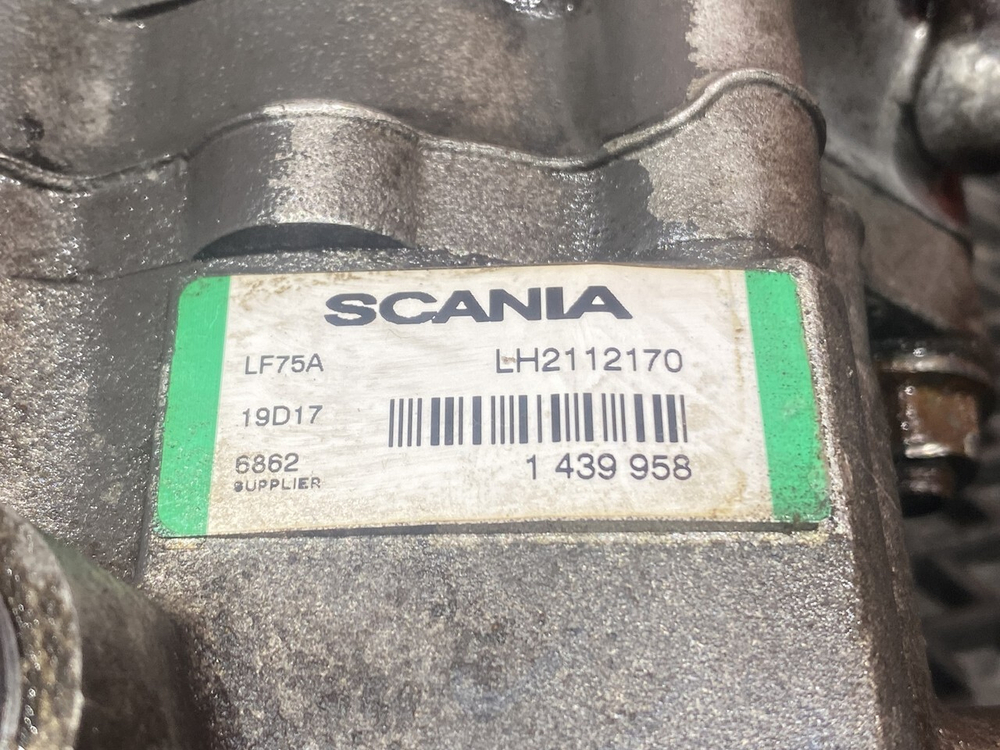 SCANIA
LF75A LH2112170
19D17
6862 1 439 958
SUPPLIER